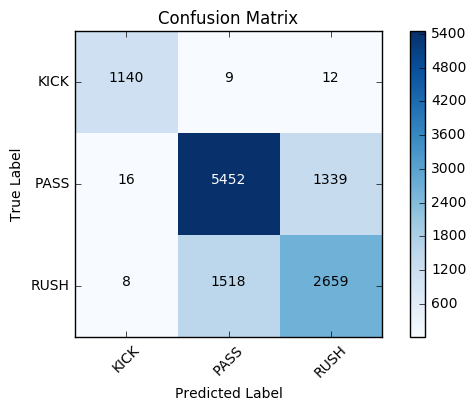 Confusion Matrix
True Label
KICK 1140 9 12
PASS 16 5452 1339
RUSH 8 1518 2659
KICK PASS RUSH
Predicted Label
5400
4800
4200
3600
3000
2400
1800
1200
600